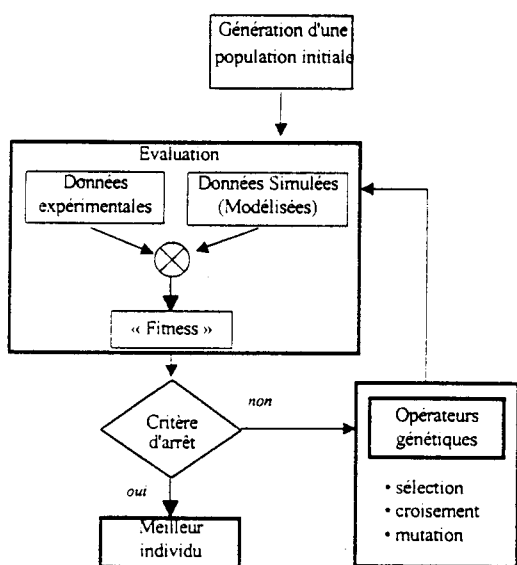 Génération d'une
population initiale
Evaluation
Données
expérimentales
Données Simulées
(Modélisées)
« Fitness »
Critère
d'arrêt
non
oui
Opérateurs
génétiques
• sélection
• croisement
• mutation
Meilleur
individu